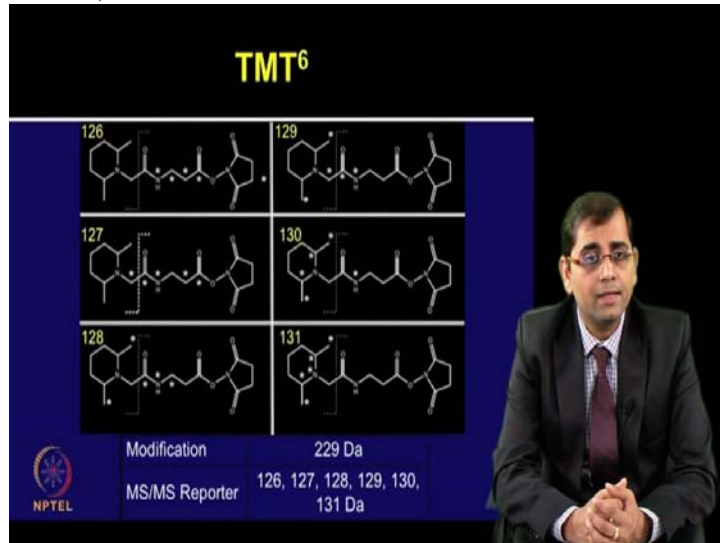 TMT⁶
126
129
127
130
128
131
Modification 229 Da
MS/MS Reporter 126, 127, 128, 129, 130,
131 Da
NPTEL